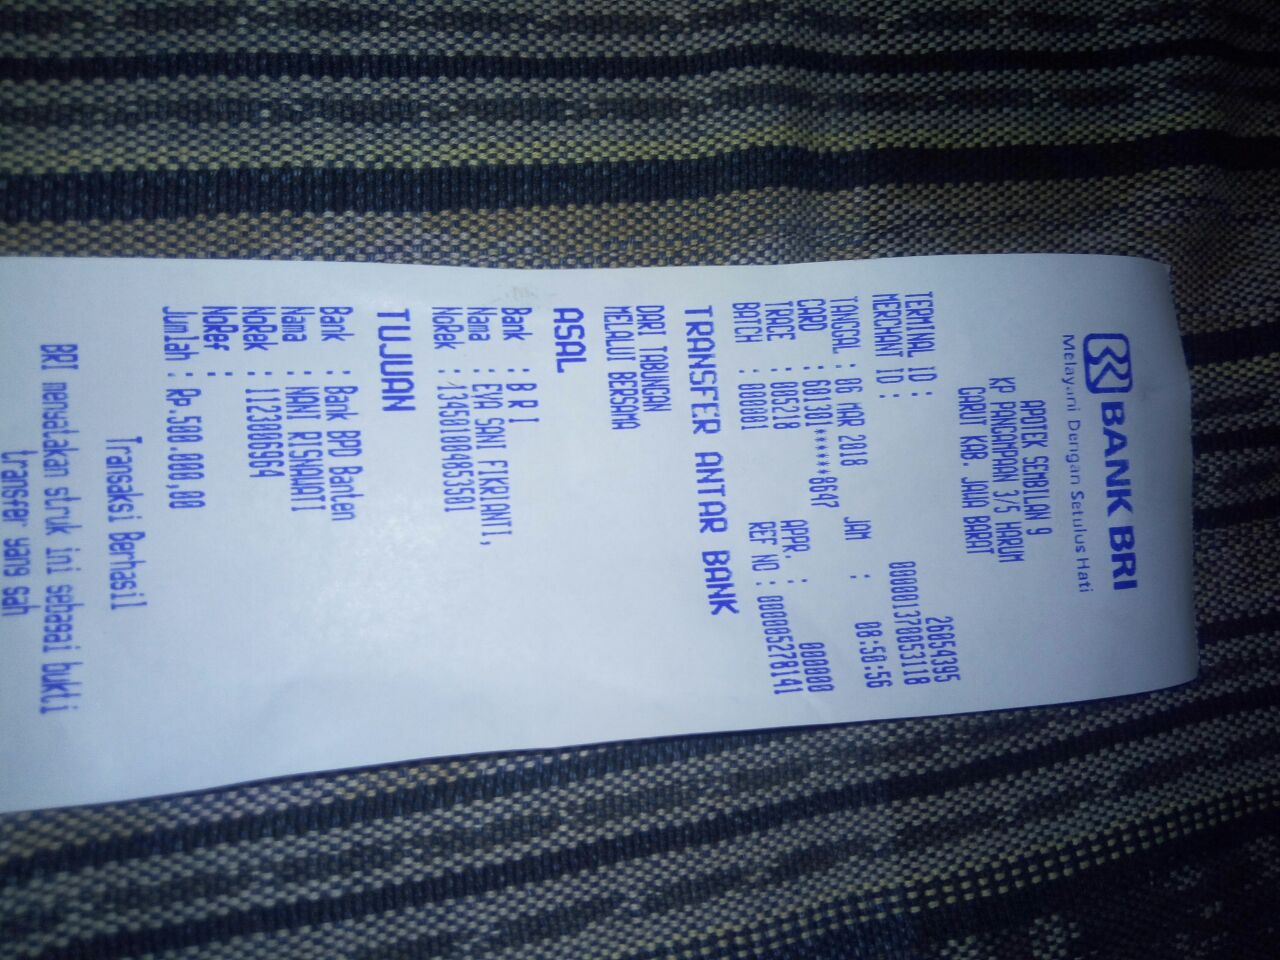 BANK BRI
Melayani Dengan Setulus Hati
APOTEK SEMBILAN 9
KP PANGAMPAAN 3/5 HARUM
GARUT KAB. JAWA BARAT
TERMINAL ID : 26054395
MERCHANT ID : 000001370053118
TANGGAL : 06 MAR 2018 JAM : 08:50:56
CARD : 601301******8647
TRACE : 005218 APPR. : 000000
BATCH : 000001 REF NO : 000005278141
TRANSFER ANTAR BANK
DARI TABUNGAN
MELALUI BERSAMA
ASAL
Bank : B R I
Nama : EVA SANI FIKRIANTI,
NoRek : 134501004853501
TUJUAN
Bank : Bank BPD Banten
Nama : NANI RISNAWATI
NoRek : 1123006964
NoRef :
Jumlah : Rp.500.000,00
Transaksi Berhasil
BRI menyatakan struk ini sebagai bukti
transfer yang sah